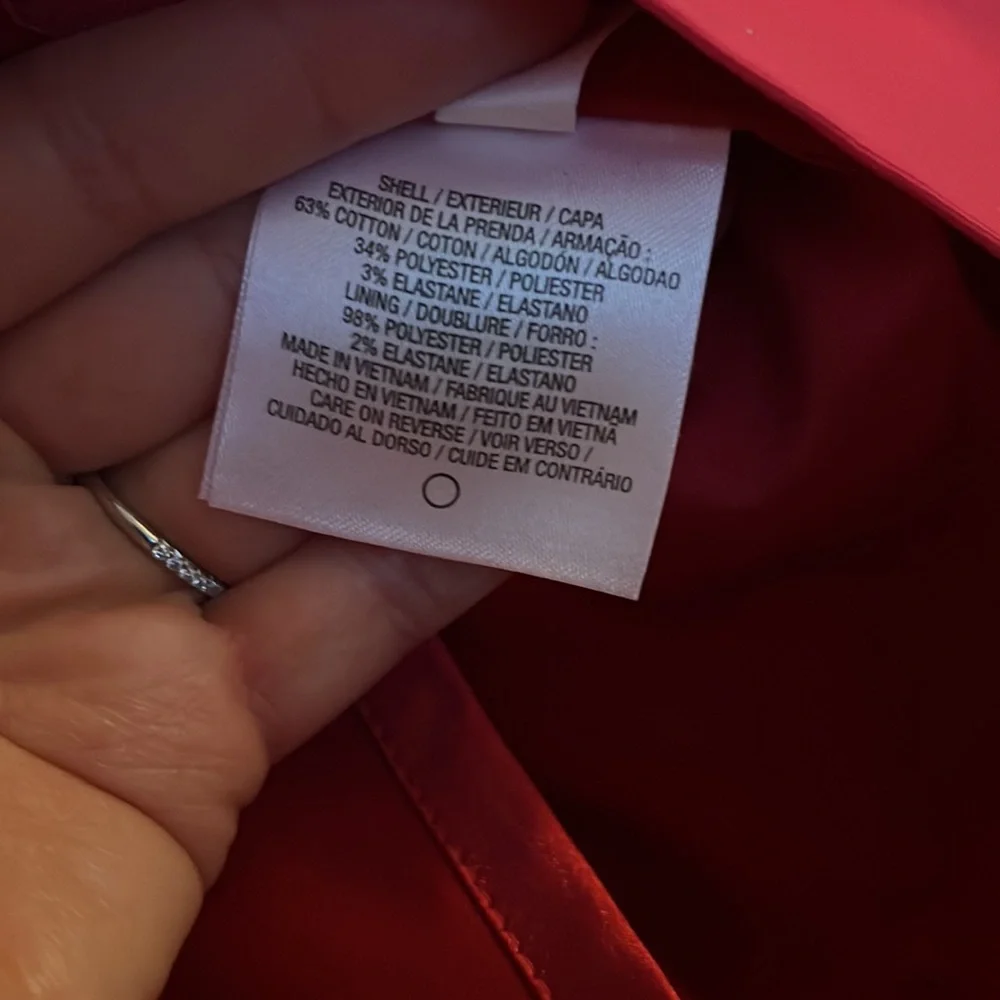 SHELL / EXTERIEUR / CAPA
EXTERIOR DE LA PRENDA / ARMAÇÃO :
63% COTTON / COTON / ALGODÓN / ALGODAO
34% POLYESTER / POLIESTER
3% ELASTANE / ELASTANO
LINING / DOUBLURE / FORRO :
98% POLYESTER / POLIESTER
2% ELASTANE / ELASTANO
MADE IN VIETNAM / FABRIQUE AU VIETNAM
HECHO EN VIETNAM / FEITO EM VIETNA
CARE ON REVERSE / VOIR VERSO /
CUIDADO AL DORSO / CUIDE EM CONTRÁRIO